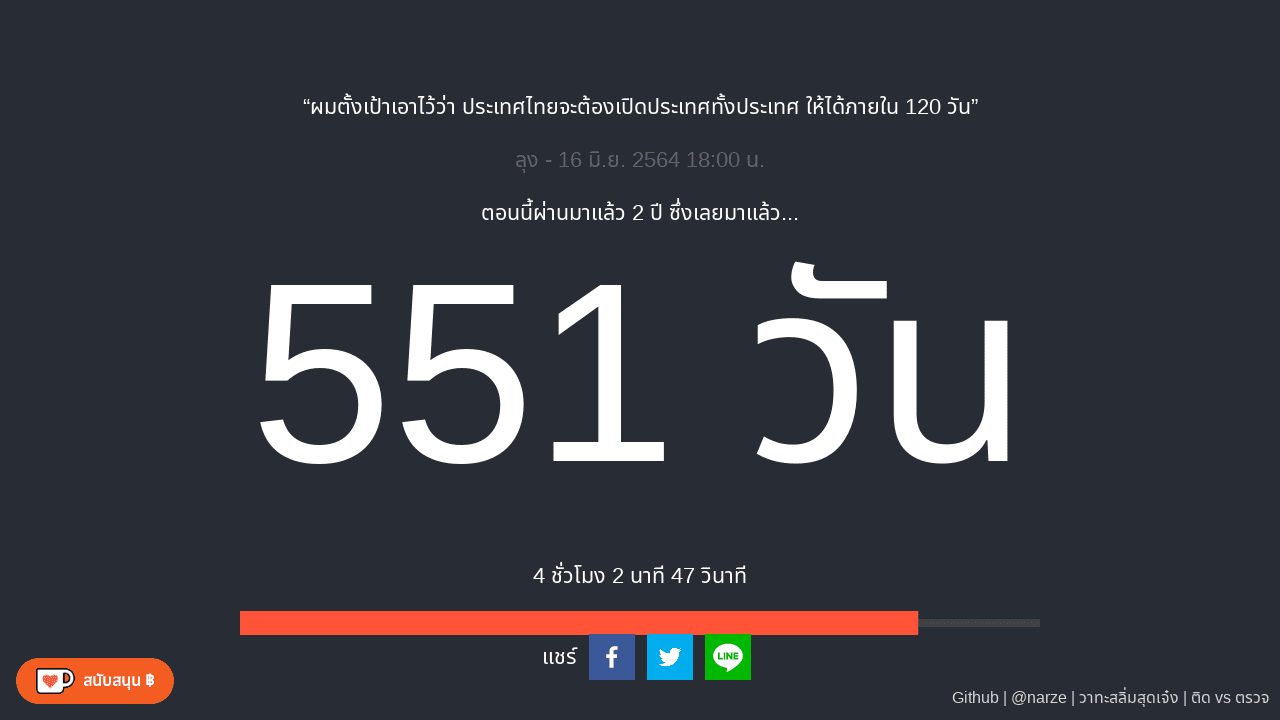 “ผมตั้งเป้าเอาไว้ว่า ประเทศไทยจะต้องเปิดประเทศทั้งประเทศ ให้ได้ภายใน 120 วัน”
ลุง - 16 มิ.ย. 2564 18:00 น.
ตอนนี้ผ่านมาแล้ว 2 ปี ซึ่งเลยมาแล้ว...
551 วัน
4 ชั่วโมง 2 นาที 47 วินาที
แชร์
LINE
สนับสนุน ฿
Github | @narze | วาทะสลิ่มสุดเจ๋ง | ติด vs ตรวจ